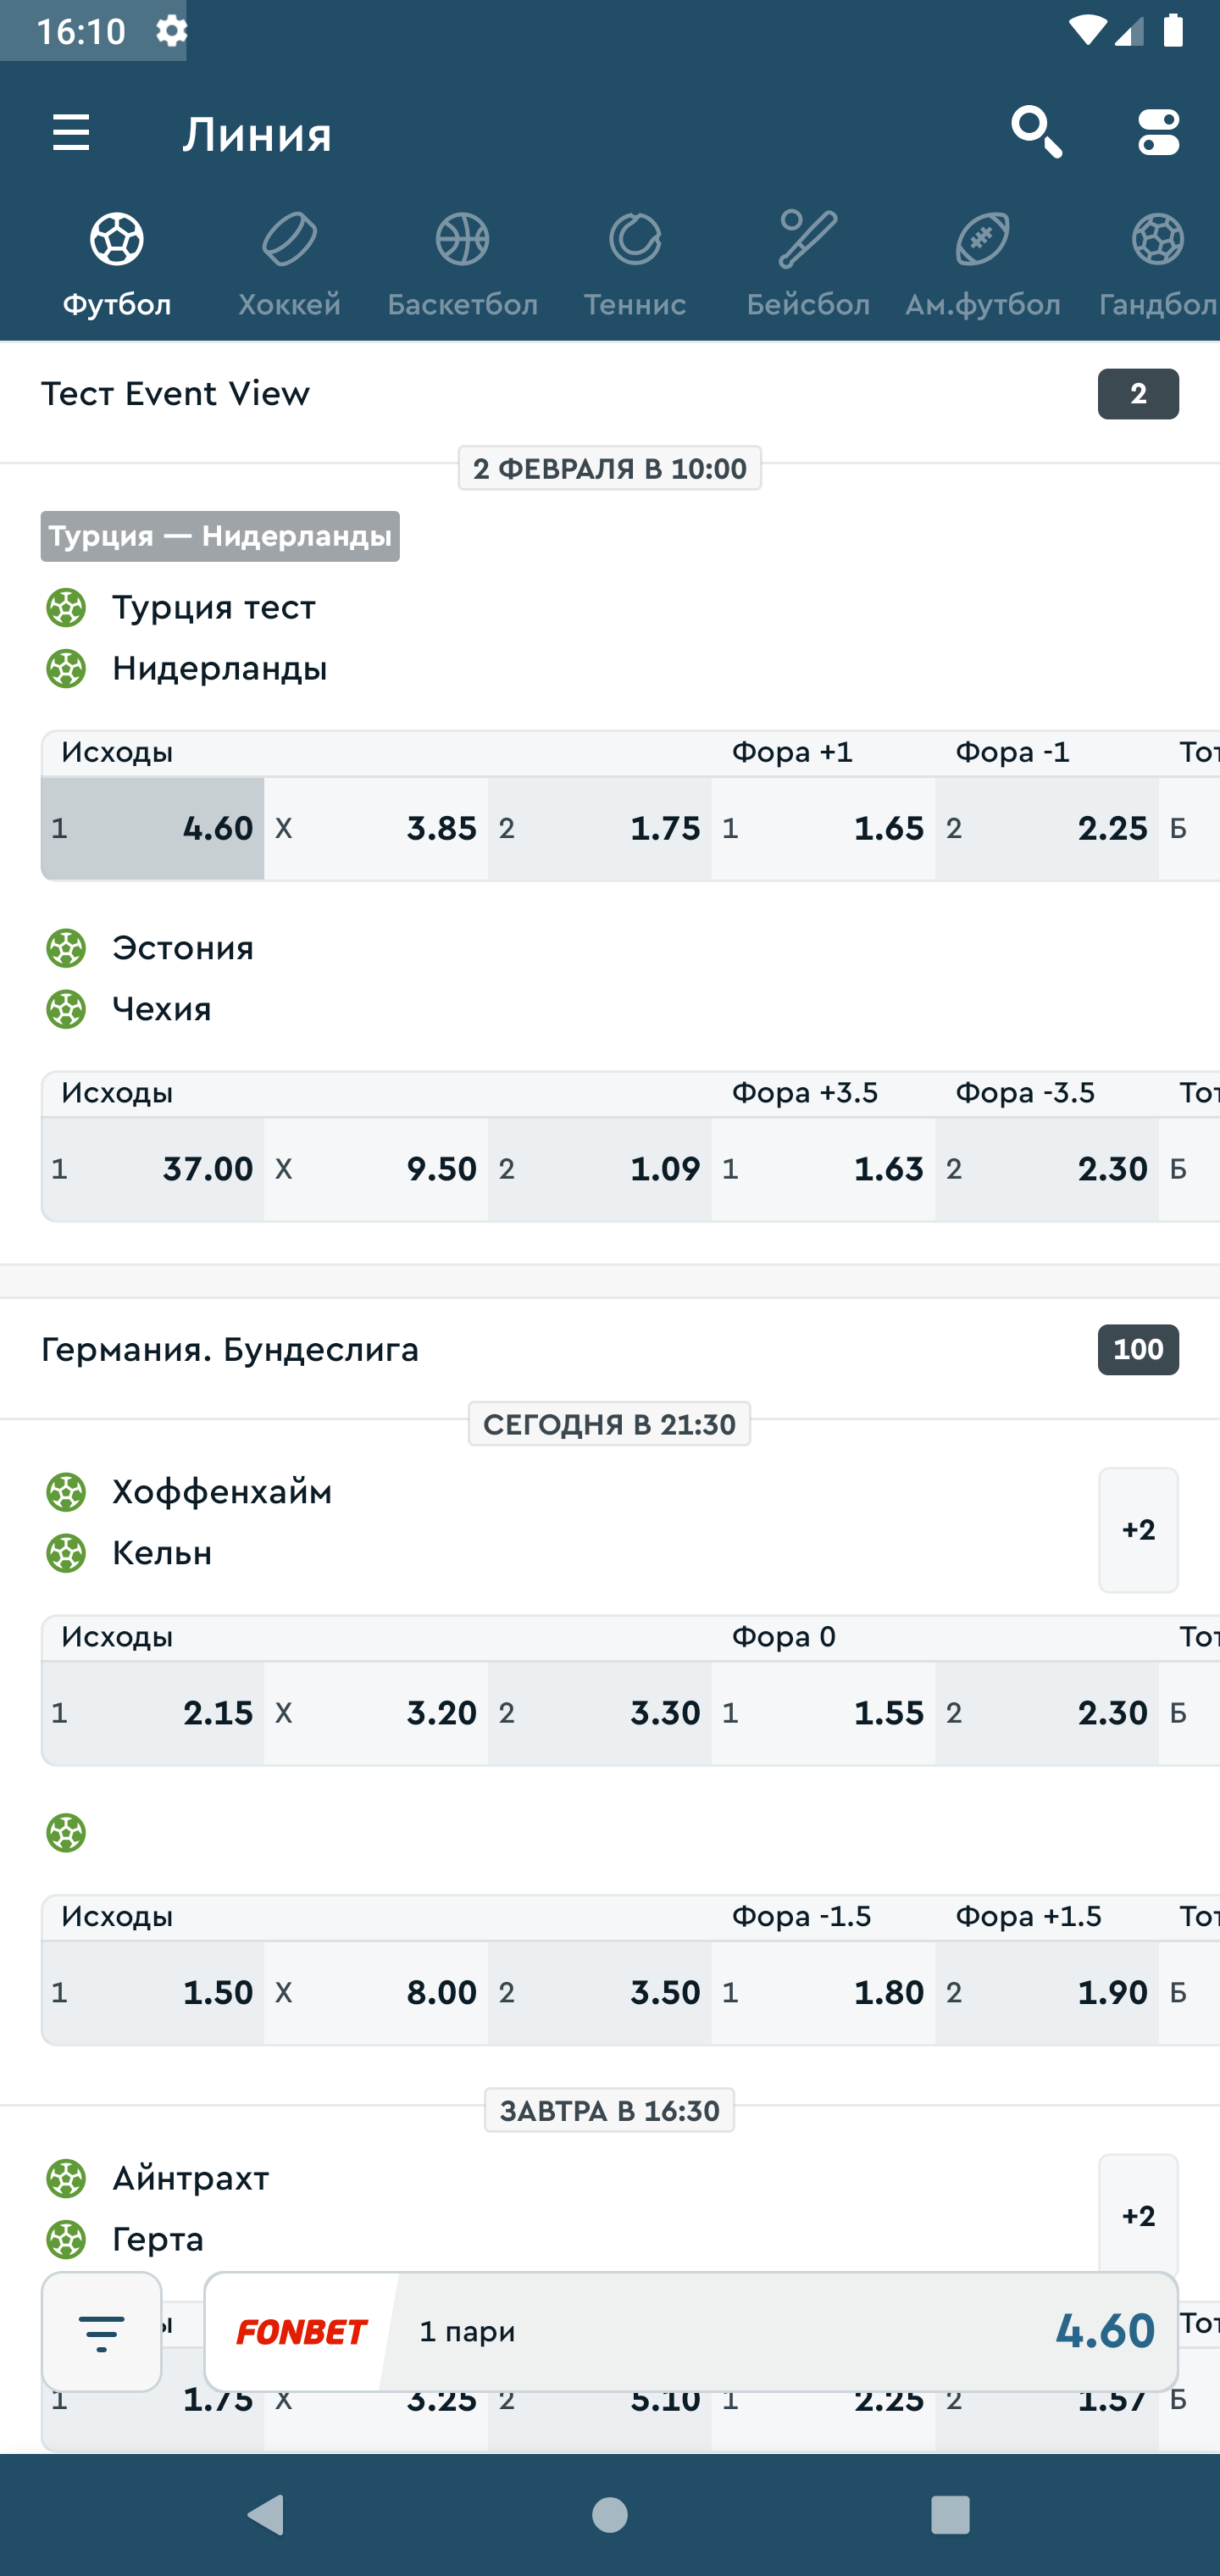 16:10
Линия
Футбол Хоккей Баскетбол Теннис Бейсбол Ам.футбол Гандбол
Тест Event View 2
2 ФЕВРАЛЯ В 10:00
Турция — Нидерланды
Турция тест
Нидерланды
Исходы Фора +1 Фора -1 Тот
1 4.60 X 3.85 2 1.75 1 1.65 2 2.25 Б
Эстония
Чехия
Исходы Фора +3.5 Фора -3.5 Тот
1 37.00 X 9.50 2 1.09 1 1.63 2 2.30 Б
Германия. Бундеслига 100
СЕГОДНЯ В 21:30
Хоффенхайм
+2
Кельн
Исходы Фора 0 Тот
1 2.15 X 3.20 2 3.30 1 1.55 2 2.30 Б
Исходы Фора -1.5 Фора +1.5 Тот
1 1.50 X 8.00 2 3.50 1 1.80 2 1.90 Б
ЗАВТРА В 16:30
Айнтрахт
+2
Герта
ы FONBET 1 пари 4.60 Тот
1 1.75 X 3.25 2 5.10 1 2.25 2 1.57 Б